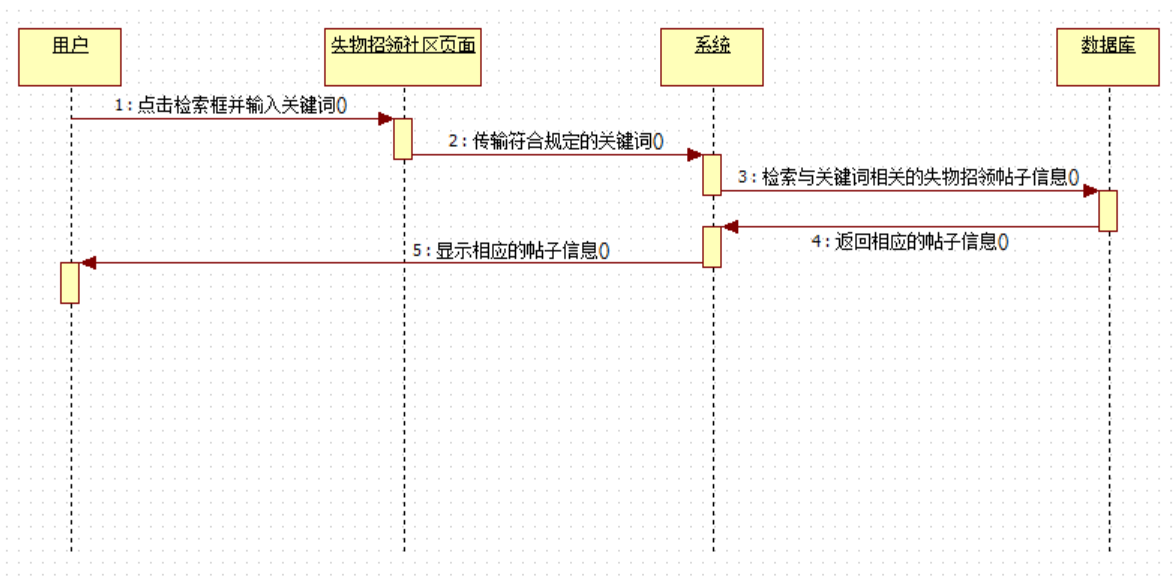 用户
失物招领社区页面
系统
数据库
1:点击检索框并输入关键词()
2:传输符合规定的关键词()
3:检索与关键词相关的失物招领帖子信息()
4:返回相应的帖子信息()
5:显示相应的帖子信息()